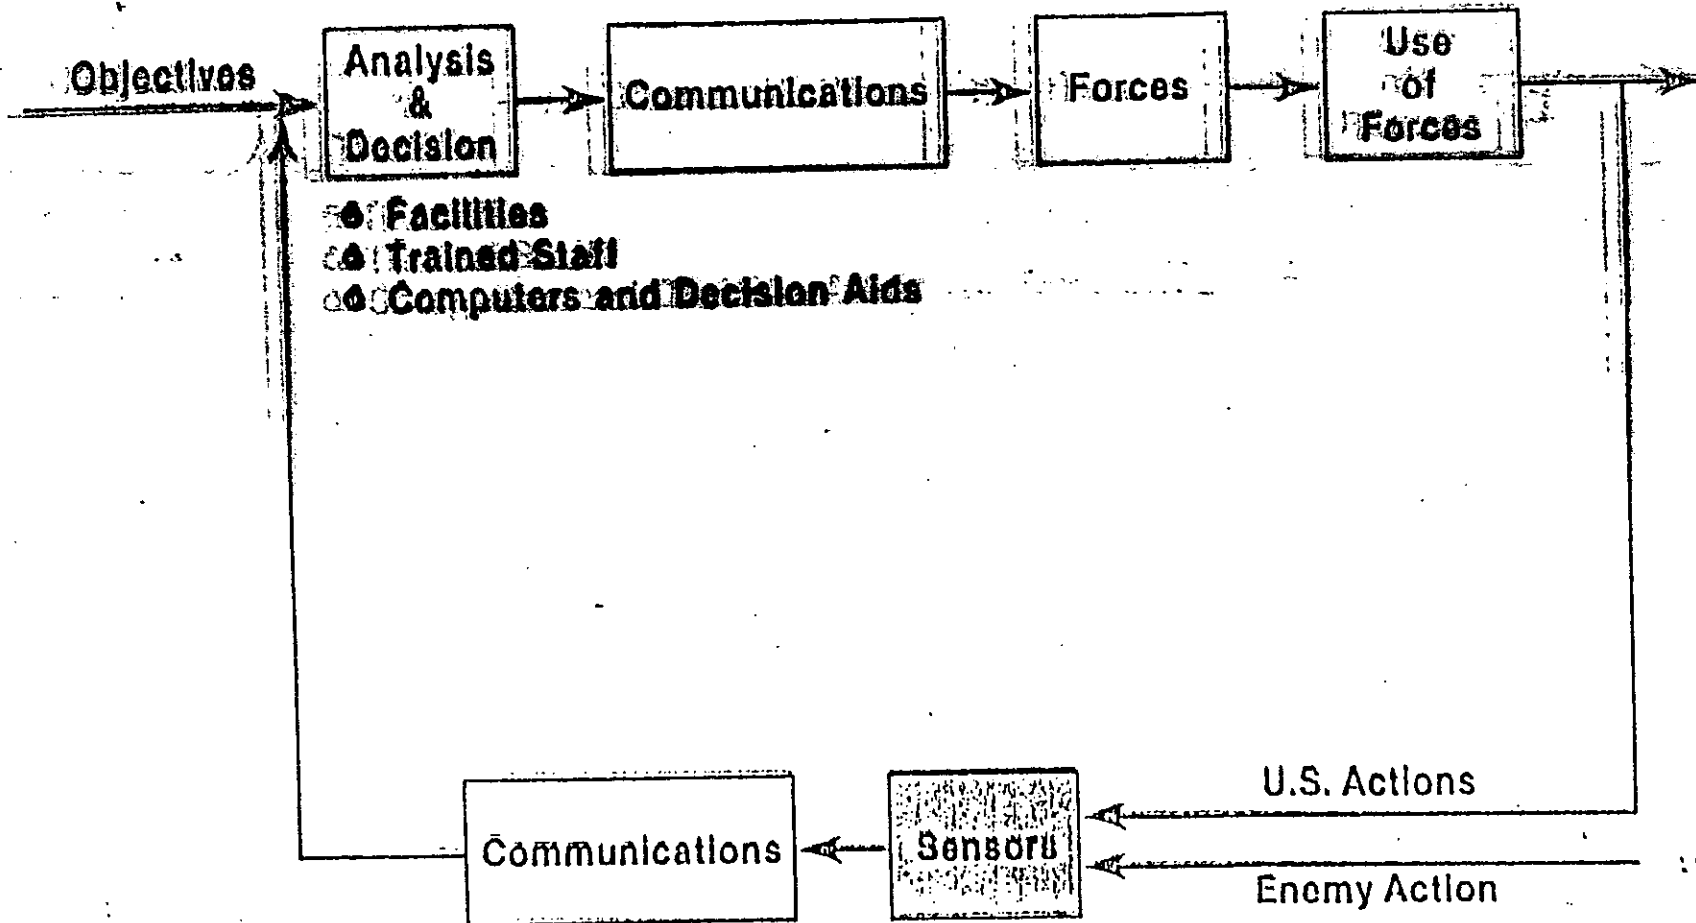 Objectives
Analysis
&
Decision
Communications
Forces
Use
of
Forces
• Facilities
• Trained Staff
• Computers and Decision Aids
U.S. Actions
Communications
Sensors
Enemy Action